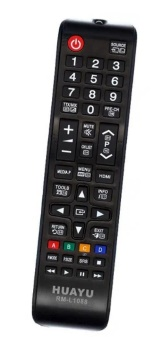 SOURCE
1 2 3
4 5 6
7 8 9
TTX/MIX 0 PRE-CH
MUTE
+ P
- CH LIST
MEDIA.P MENU HDMI
TOOLS INFO
RETURN EXIT
A B C D
HUAYU
RM-L1088